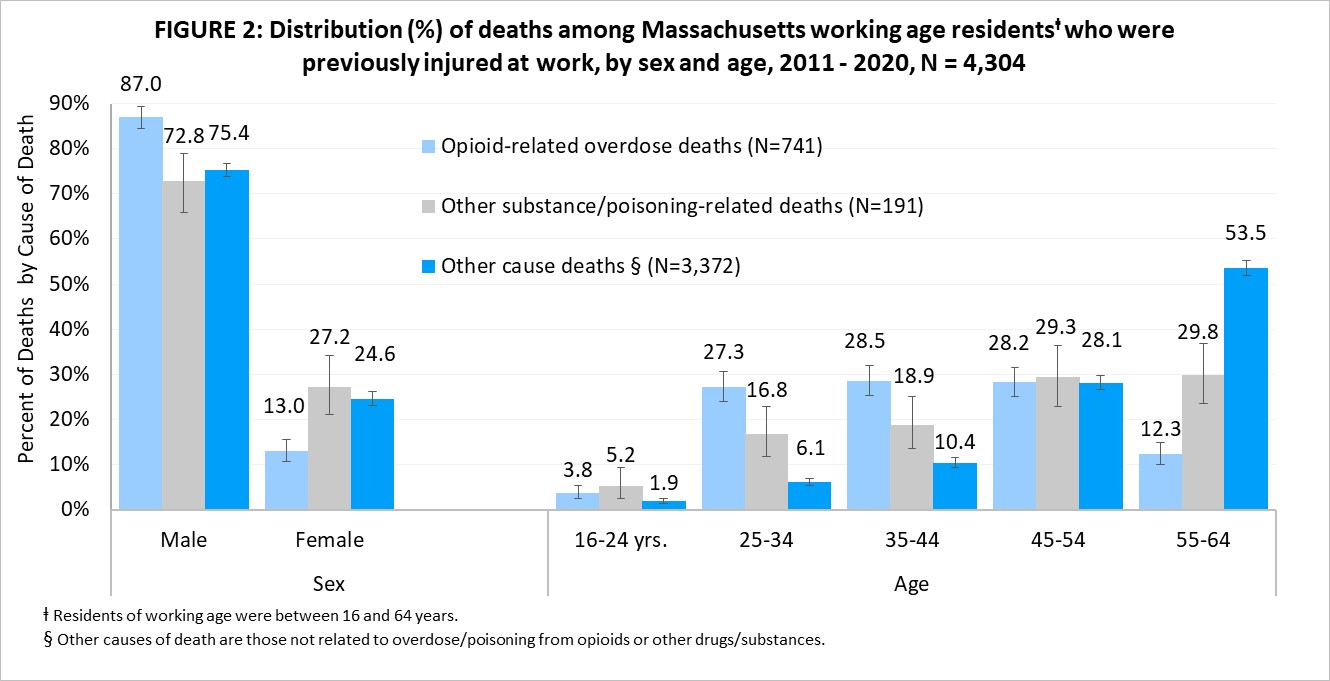 FIGURE 2: Distribution (%) of deaths among Massachusetts working age residentsⱡ who were
previously injured at work, by sex and age, 2011 - 2020, N = 4,304
Percent of Deaths by Cause of Death
90%
80%
70%
60%
50%
40%
30%
20%
10%
0%
Opioid-related overdose deaths (N=741)
Other substance/poisoning-related deaths (N=191)
Other cause deaths § (N=3,372)
87.0
72.8
75.4
13.0
27.2
24.6
3.8
5.2
1.9
27.3
16.8
6.1
28.5
18.9
10.4
28.2
29.3
28.1
12.3
29.8
53.5
Male
Female
16-24 yrs.
25-34
35-44
45-54
55-64
Sex
Age
ⱡ Residents of working age were between 16 and 64 years.
§ Other causes of death are those not related to overdose/poisoning from opioids or other drugs/substances.